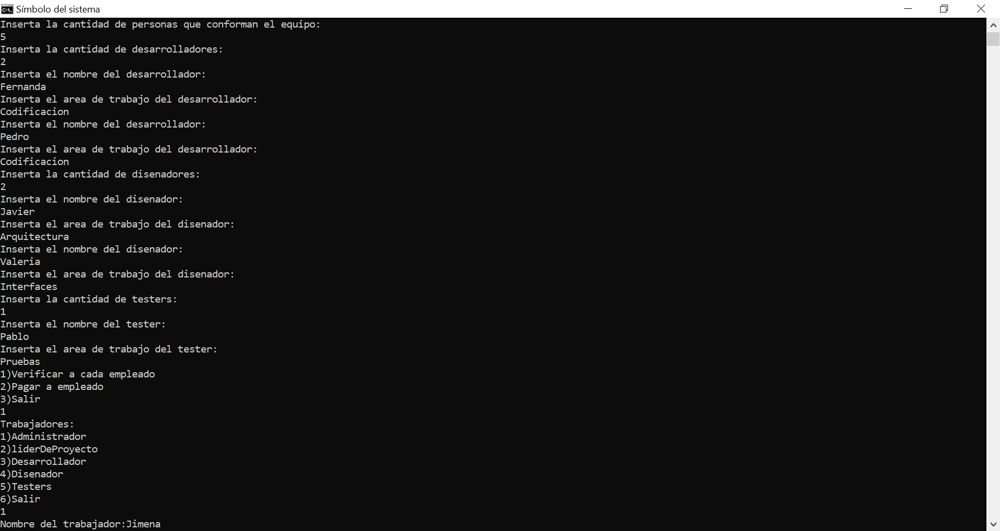 Símbolo del sistema
Inserta la cantidad de personas que conforman el equipo:
5
Inserta la cantidad de desarrolladores:
2
Inserta el nombre del desarrollador:
Fernanda
Inserta el area de trabajo del desarrollador:
Codificacion
Inserta el nombre del desarrollador:
Pedro
Inserta el area de trabajo del desarrollador:
Codificacion
Inserta la cantidad de disenadores:
2
Inserta el nombre del disenador:
Javier
Inserta el area de trabajo del disenador:
Arquitectura
Inserta el nombre del disenador:
Valeria
Inserta el area de trabajo del disenador:
Interfaces
Inserta la cantidad de testers:
1
Inserta el nombre del tester:
Pablo
Inserta el area de trabajo del tester:
Pruebas
1)Verificar a cada empleado
2)Pagar a empleado
3)Salir
1
Trabajadores:
1)Administrador
2)liderDeProyecto
3)Desarrollador
4)Disenador
5)Testers
6)Salir
1
Nombre del trabajador:Jimena